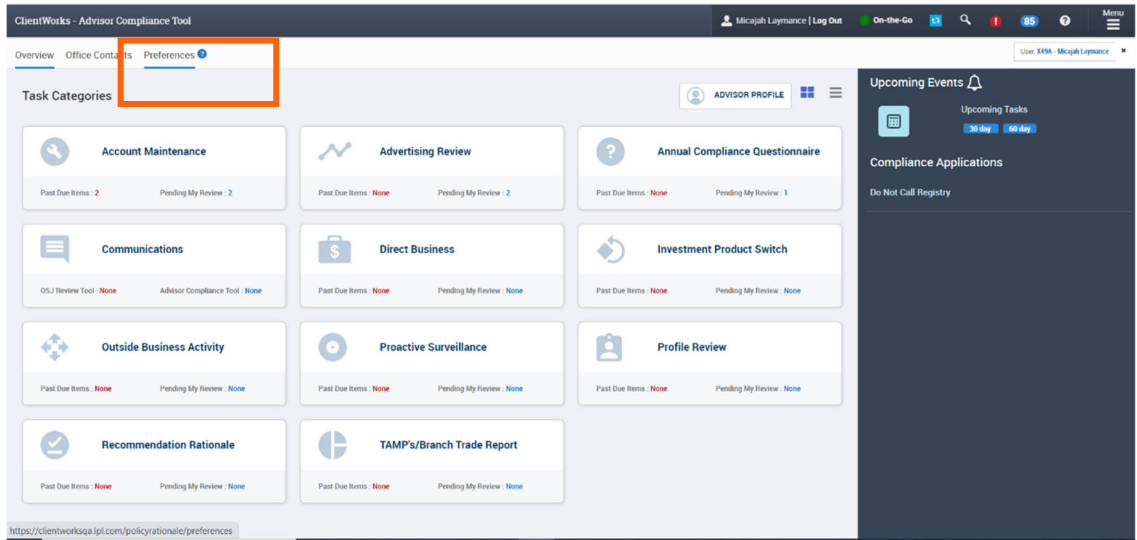 ClientWorks - Advisor Compliance Tool
Micajah Laymance | Log Out
On-the-Go
85
Menu
Overview Office Contacts Preferences
User: X49A - Micajah Laymance
Task Categories
ADVISOR PROFILE
Account Maintenance
Past Due Items : 2 Pending My Review : 2
Advertising Review
Past Due Items : None Pending My Review : 2
Annual Compliance Questionnaire
Past Due Items : None Pending My Review : 1
Communications
OSJ Review Tool : None Advisor Compliance Tool : None
Direct Business
Past Due Items : None Pending My Review : None
Investment Product Switch
Past Due Items : None Pending My Review : None
Outside Business Activity
Past Due Items : None Pending My Review : None
Proactive Surveillance
Past Due Items : None Pending My Review : None
Profile Review
Past Due Items : None Pending My Review : None
Recommendation Rationale
Past Due Items : None Pending My Review : None
TAMP's/Branch Trade Report
Past Due Items : None Pending My Review : None
Upcoming Events
Upcoming Tasks
30 day 60 day
Compliance Applications
Do Not Call Registry
https://clientworksqa.lpl.com/policyrationale/preferences